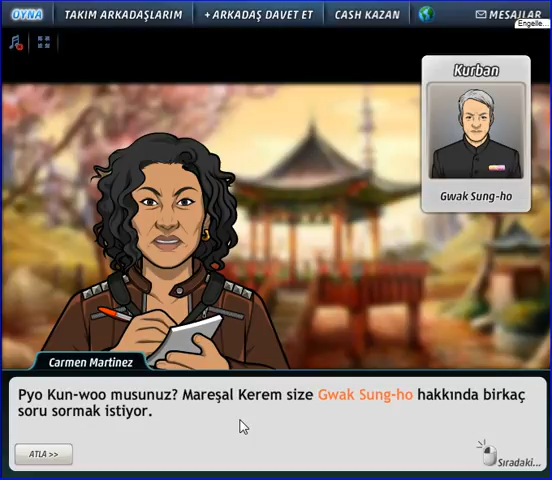 OYNA TAKIM ARKADAŞLARIM + ARKADAŞ DAVET ET CASH KAZAN MESAJLAR
Engelle...
Kurban
Gwak Sung-ho
Carmen Martinez
Pyo Kun-woo musunuz? Mareşal Kerem size Gwak Sung-ho hakkında birkaç
soru sormak istiyor.
ATLA >>
Sıradaki...